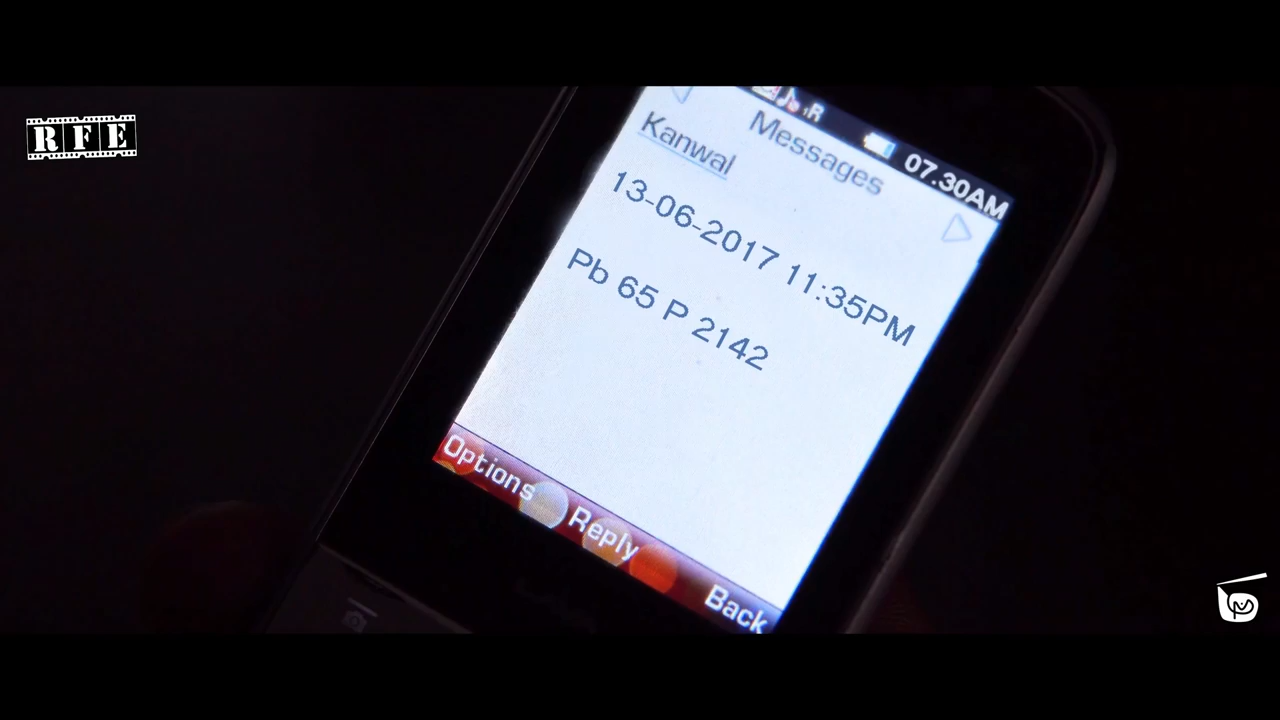 RFE
R
07.30AM
Messages
Kanwal
13-06-2017 11:35PM
Pb 65 P 2142
Options Reply Back